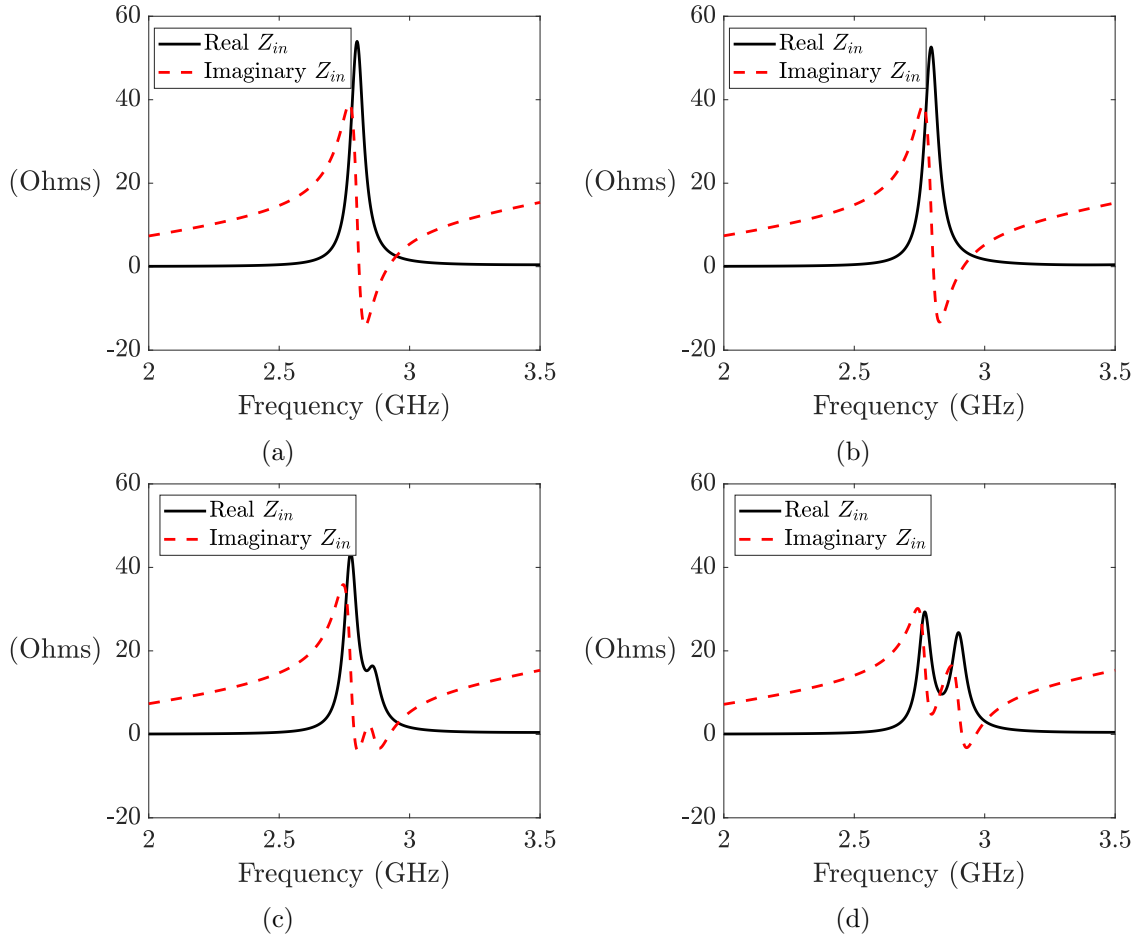 60
40
20
0
-20
(Ohms)
Real Z_in
Imaginary Z_in
2
2.5
3
3.5
Frequency (GHz)
(a)
60
40
20
0
-20
(Ohms)
Real Z_in
Imaginary Z_in
2
2.5
3
3.5
Frequency (GHz)
(b)
60
40
20
0
-20
(Ohms)
Real Z_in
Imaginary Z_in
2
2.5
3
3.5
Frequency (GHz)
(c)
60
40
20
0
-20
(Ohms)
Real Z_in
Imaginary Z_in
2
2.5
3
3.5
Frequency (GHz)
(d)